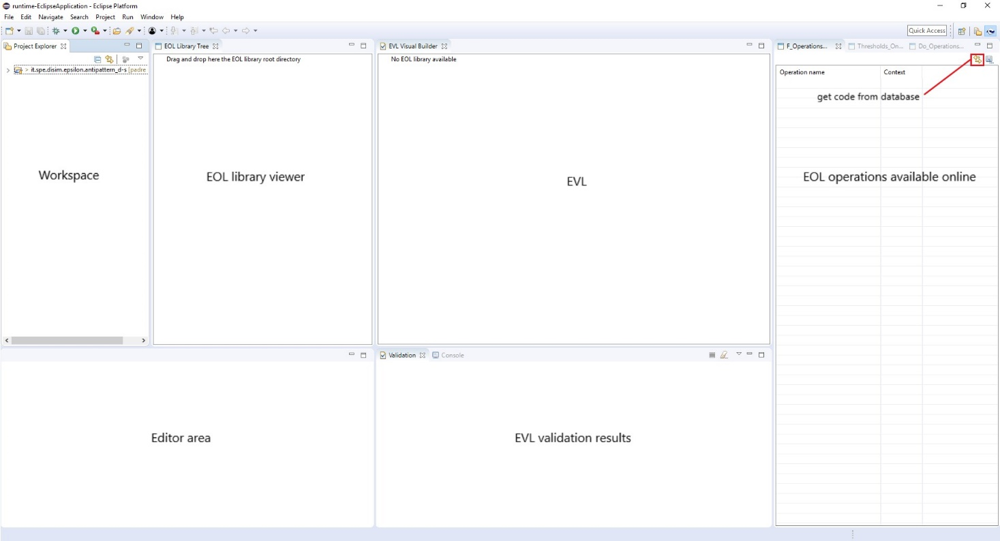 runtime-EclipseApplication - Eclipse Platform
File Edit Navigate Search Project Run Window Help
Quick Access
Project Explorer
EOL Library Tree
EVL Visual Builder
F_Operations...
Thresholds_On...
Do_Operations...
> it.spe.disim.epsilon.antipattern_d-s [padre
Drag and drop here the EOL library root directory
No EOL library available
Operation name
Context
get code from database
Workspace
EOL library viewer
EVL
EOL operations available online
Validation
Console
Editor area
EVL validation results